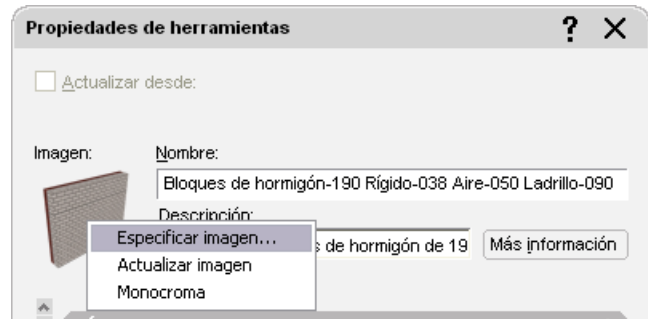 Propiedades de herramientas ? X
Actualizar desde:
Imagen: Nombre:
Bloques de hormigón-190 Rígido-038 Aire-050 Ladrillo-090
Descripción:
Especificar imagen...
s de hormigón de 19 Más información
Actualizar imagen
Monocroma